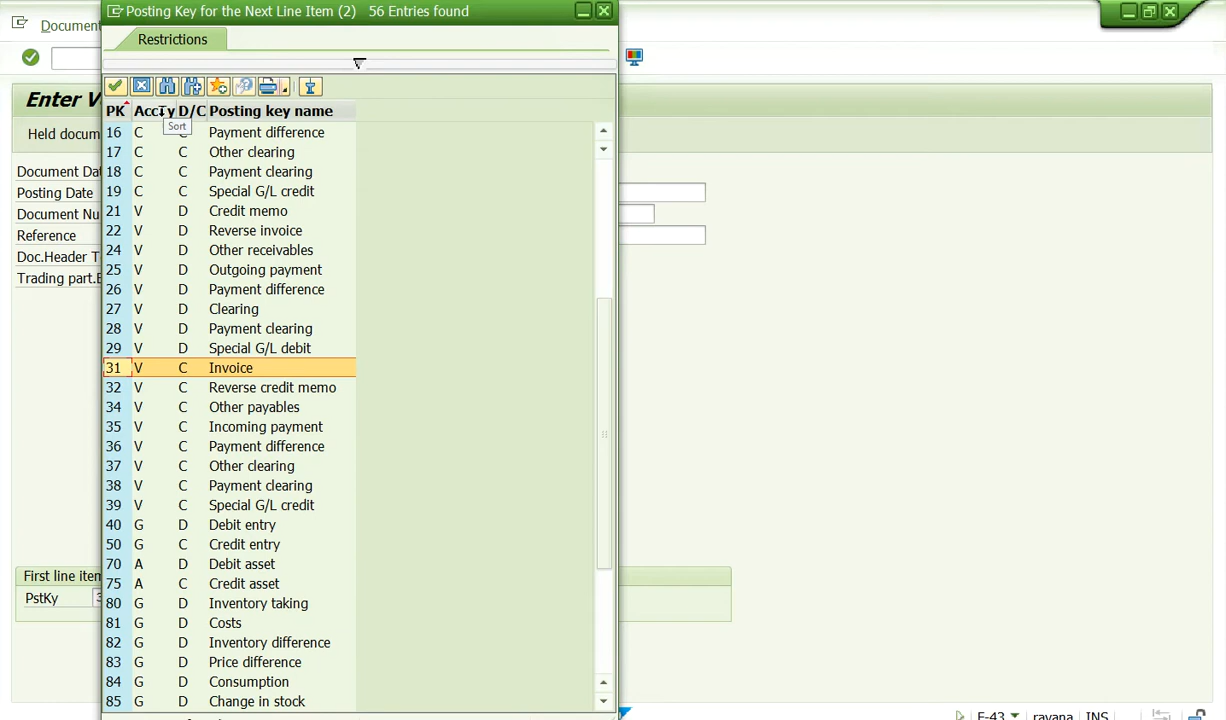 Posting Key for the Next Line Item (2) 56 Entries found
Document
Restrictions
Enter V
PK AccTy D/C Posting key name
Sort
Held docum
16 C C Payment difference
17 C C Other clearing
18 C C Payment clearing
19 C C Special G/L credit
21 V D Credit memo
22 V D Reverse invoice
24 V D Other receivables
25 V D Outgoing payment
26 V D Payment difference
27 V D Clearing
28 V D Payment clearing
29 V D Special G/L debit
31 V C Invoice
32 V C Reverse credit memo
34 V C Other payables
35 V C Incoming payment
36 V C Payment difference
37 V C Other clearing
38 V C Payment clearing
39 V C Special G/L credit
40 G D Debit entry
50 G C Credit entry
70 A D Debit asset
75 A C Credit asset
80 G D Inventory taking
81 G D Costs
82 G D Inventory difference
83 G D Price difference
84 G D Consumption
85 G D Change in stock
Document Da
Posting Date
Document Nu
Reference
Doc.Header T
Trading part.B
First line item
PstKy 3
F-43 ravana INS